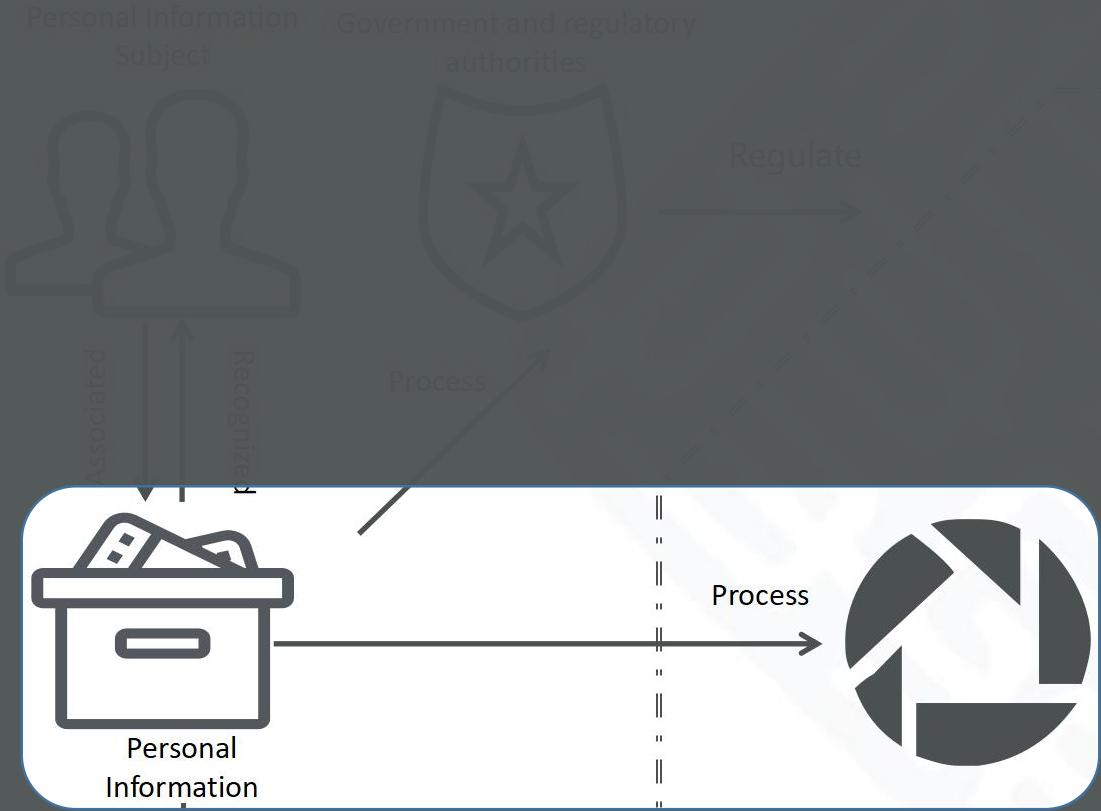 Personal Information
Subject
Government and regulatory
authorities
Regulate
Associated
Recognized
Process
Process
Personal
Information